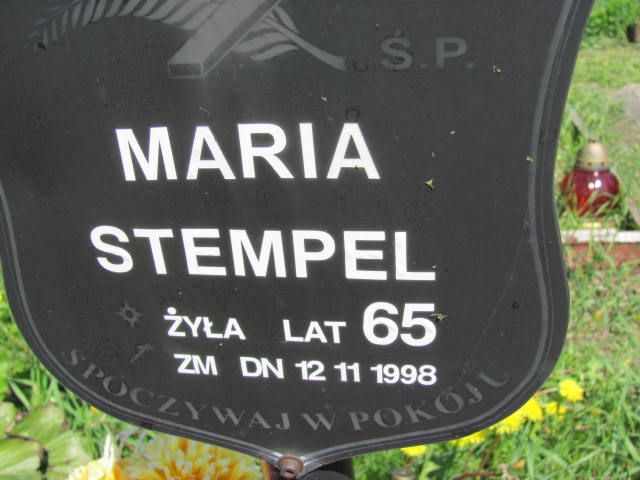 Ś.P.
MARIA
STEMPEL
ŻYŁA LAT 65
ZM DN 12 11 1998
SPOCZYWAJ W POKOJU